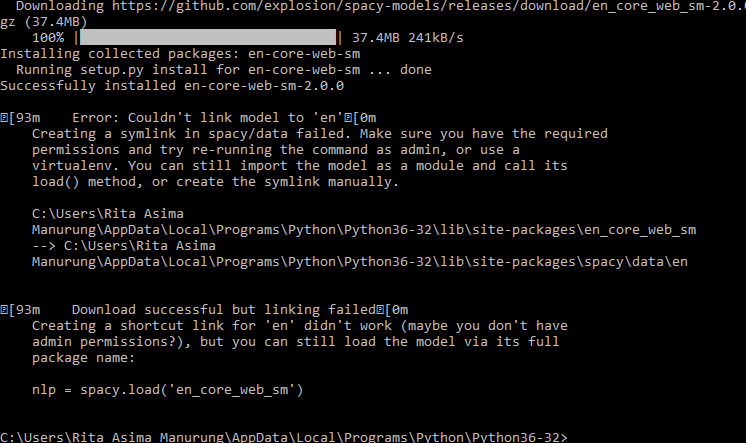 Downloading https://github.com/explosion/spacy-models/releases/download/en_core_web_sm-2.0.0
gz (37.4MB)
100% |████████████████████████████████| 37.4MB 241kB/s
Installing collected packages: en-core-web-sm
Running setup.py install for en-core-web-sm ... done
Successfully installed en-core-web-sm-2.0.0
[93m    Error: Couldn't link model to 'en'[0m
Creating a symlink in spacy/data failed. Make sure you have the required
permissions and try re-running the command as admin, or use a
virtualenv. You can still import the model as a module and call its
load() method, or create the symlink manually.
C:\Users\Rita Asima
Manurung\AppData\Local\Programs\Python\Python36-32\lib\site-packages\en_core_web_sm
--> C:\Users\Rita Asima
Manurung\AppData\Local\Programs\Python\Python36-32\lib\site-packages\spacy\data\en
[93m    Download successful but linking failed[0m
Creating a shortcut link for 'en' didn't work (maybe you don't have
admin permissions?), but you can still load the model via its full
package name:
nlp = spacy.load('en_core_web_sm')
C:\Users\Rita Asima Manurung\AppData\Local\Programs\Python\Python36-32>